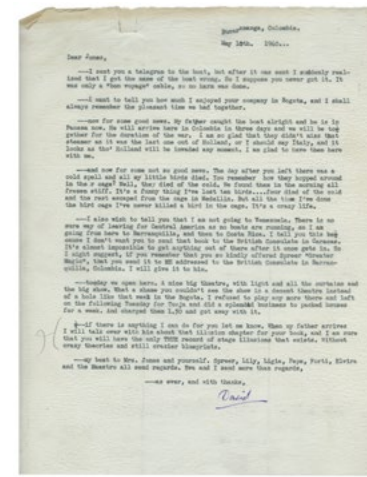 Bucaramanga, Colombia.
May 18th. 1940...
Dear Jones,
---I sent you a telegram to the boat, but after it was sent I suddenly real-
ized that I got the name of the boat wrong. So I suppose you never got it. It
was only a "bon voyage" cable, so no harm was done.
---I want to tell you how much I enjoyed your company in Bogota, and I shall
always remember the pleasant time we had together.
---now for some good news. My father caught the boat alright and he is in
Panama now. He will arrive here in Colombia in three days and we will be tog
gether for the duration of the war. I am so glad that they didn't miss that
steamer as it was the last one out of Holland, or I should say Italy, and it
looks as tho' Holland will be invaded any moment. I am glad to have them here
with me.
---and now for some not so good news. The day after you left there was a
cold spell and all my little birds died. You remember how they hopped around
in the cage? Well, they died of the cold. We found them in the morning all
frozen stiff. It's a funny thing I've lost ten birds....four died of the cold
and the rest escaped from the cage in Medellin. But all the time I've done
the bird cage I've never killed a bird in the cage. It's a crazy life.
---I also wish to tell you that I am not going to Venezuela. There is no
sure way of leaving for Central America as no boats are running, so I am
going from here to Barranquilla, and then to Costa Rica. I tell you this be
cause I don't want you to send that book to the British Consulate in Caracas.
It's almost impossible to get anything out of there after it once gets in. So
I might suggest, if you remember that you so kindly offered "Greater
Magic", that you send it to ME addressed to the British Consulate in Barran-
quilla, Colombia. I will give it to him.
---tonday we open here. A nice big theatre, with light and all the curtains and
the big show. What a shame you couldn't see the show in a decent theatre instead
of a hole like that week in the Bogota. I refused to play any more there and left
on the following Tuesday for Tunja and did a splendid business to packed houses
for a week. And charged them 1.50 and got away with it.
---if there is anything I can do for you let me know. When my father arrives
I will talk over with him about that illusion chapter for your book, and I am sure
that you will have the only TRUE record of stage illusions that exists. Without
crazy theories and still crazier blueprints.
---my best to Mrs. Jones and yourself. Spreer, Lily, Ligia, Pepe, Forti, Elvira
and the Maestro all send regards. Eva and I send more than regards.
---as ever, and with thanks,
David